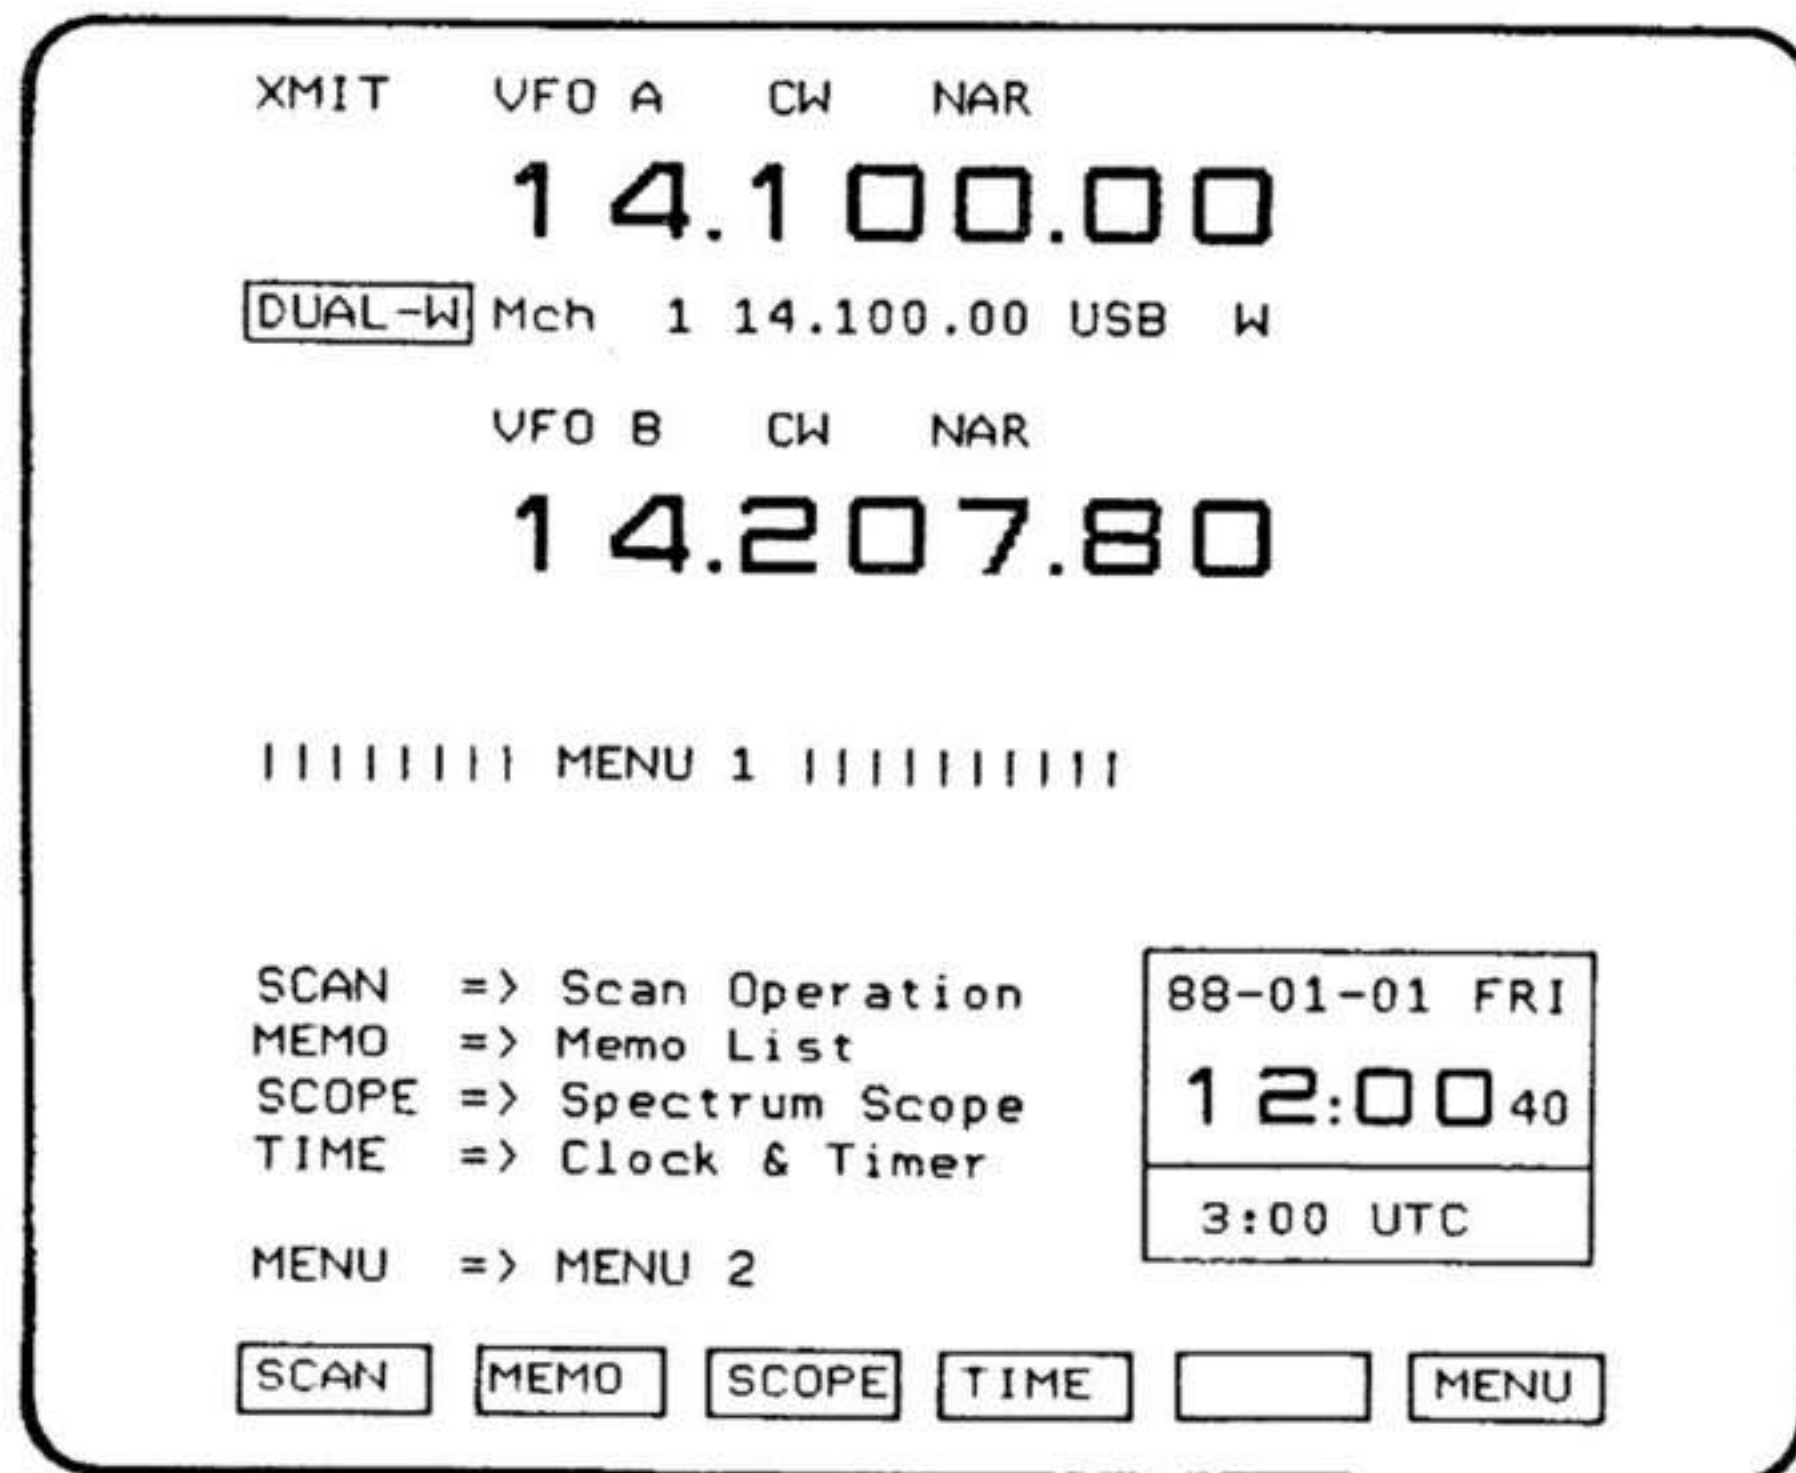 XMIT VFO A CW NAR
14.100.00
DUAL-W Mch 1 14.100.00 USB W
VFO B CW NAR
14.207.80
|||||||| MENU 1 ||||||||||
SCAN => Scan Operation
MEMO => Memo List
SCOPE => Spectrum Scope
TIME => Clock & Timer
MENU => MENU 2
88-01-01 FRI
12:00 40
3:00 UTC
SCAN MEMO SCOPE TIME MENU